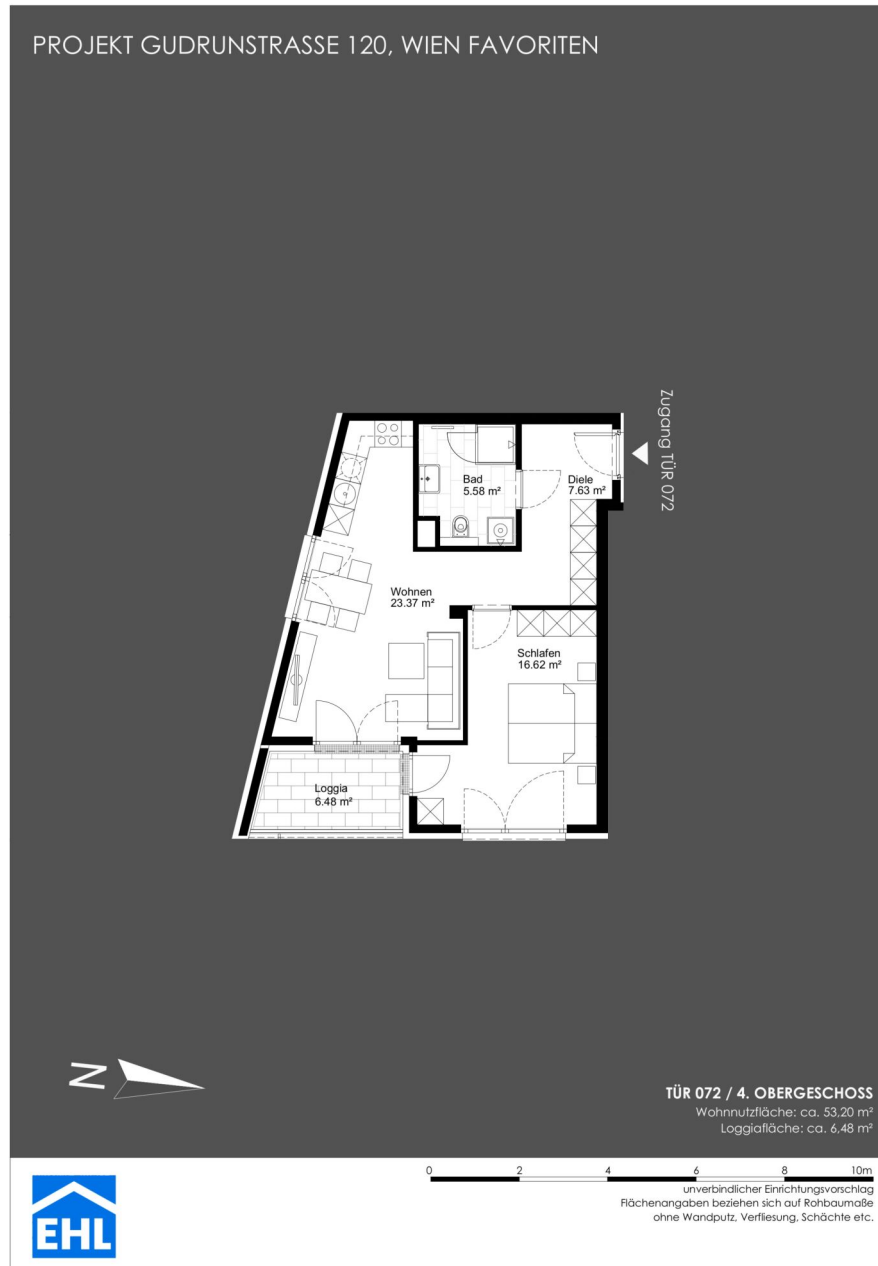 PROJEKT GUDRUNSTRASSE 120, WIEN FAVORITEN
Zugang TÜR 072
Bad
5.58 m²
Diele
7.63 m²
Wohnen
23.37 m²
Schlafen
16.62 m²
Loggia
6.48 m²
N
TÜR 072 / 4. OBERGESCHOSS
Wohnnutzfläche: ca. 53,20 m²
Loggiafläche: ca. 6,48 m²
0 2 4 6 8 10m
unverbindlicher Einrichtungsvorschlag
Flächenangaben beziehen sich auf Rohbaumaße
ohne Wandputz, Verfliesung, Schächte etc.
EHL